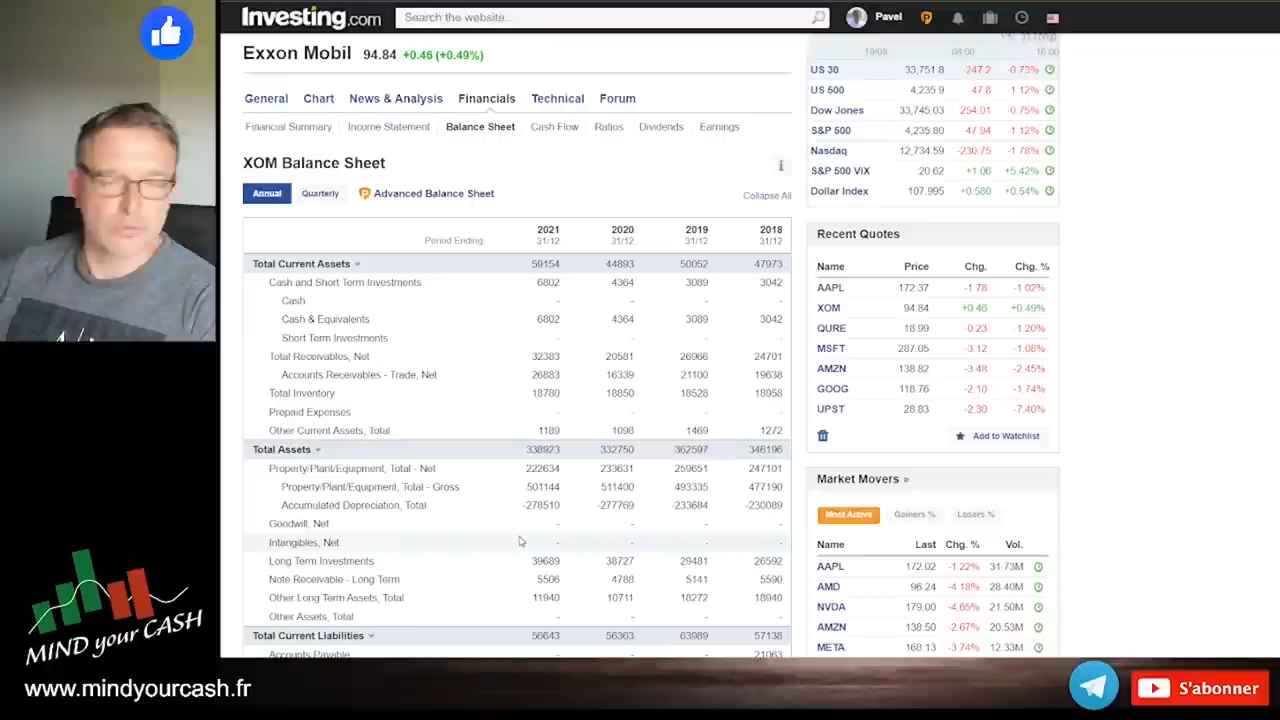 Investing.com
Search the website...
Pavel
Exxon Mobil 94.84 +0.46 (+0.49%)
General Chart News & Analysis Financials Technical Forum
Financial Summary Income Statement Balance Sheet Cash Flow Ratios Dividends Earnings
XOM Balance Sheet
Annual Quarterly Advanced Balance Sheet
Collapse All
Period Ending: 2021 31/12 2020 31/12 2019 31/12 2018 31/12
Total Current Assets 59154 44893 50052 47973
Cash and Short Term Investments 6802 4364 3089 3042
Cash - - - -
Cash & Equivalents 6802 4364 3089 3042
Short Term Investments - - - -
Total Receivables, Net 32383 20581 26966 24701
Accounts Receivables - Trade, Net 26883 16339 21100 19638
Total Inventory 18780 18850 18528 18958
Prepaid Expenses - - - -
Other Current Assets, Total 1189 1098 1469 1272
Total Assets 338923 332750 362597 346196
Property/Plant/Equipment, Total - Net 222634 233631 259651 247101
Property/Plant/Equipment, Total - Gross 501144 511400 493335 477190
Accumulated Depreciation, Total -278510 -277769 -233684 -230089
Goodwill, Net - - - -
Intangibles, Net - - - -
Long Term Investments 39689 38727 29481 26592
Note Receivable - Long Term 5506 4788 5141 5590
Other Long Term Assets, Total 11940 10711 18272 18940
Other Assets, Total - - - -
Total Current Liabilities 56643 56363 63989 57138
Accounts Payable - - - 21063
19/08 08:00 16:00
US 30 33,751.8 -247.2 -0.73%
US 500 4,235.9 -47.8 -1.12%
Dow Jones 33,745.03 -254.01 -0.75%
S&P 500 4,235.80 -47.94 -1.12%
Nasdaq 12,734.59 -230.75 -1.78%
S&P 500 VIX 20.62 +1.06 +5.42%
Dollar Index 107.995 +0.580 +0.54%
Recent Quotes
Name Price Chg. Chg. %
AAPL 172.37 -1.78 -1.02%
XOM 94.84 +0.46 +0.49%
QURE 18.99 -0.23 -1.20%
MSFT 287.05 -3.12 -1.08%
AMZN 138.82 -3.48 -2.45%
GOOG 118.76 -2.10 -1.74%
UPST 28.83 -2.30 -7.40%
Add to Watchlist
Market Movers »
Most Active Gainers % Losers %
Name Last Chg. % Vol.
AAPL 172.02 -1.22% 31.73M
AMD 96.24 -4.18% 28.40M
NVDA 179.00 -4.65% 21.50M
AMZN 138.50 -2.67% 20.53M
META 168.13 -3.74% 12.33M
MIND your CASH
www.mindyourcash.fr
S'abonner